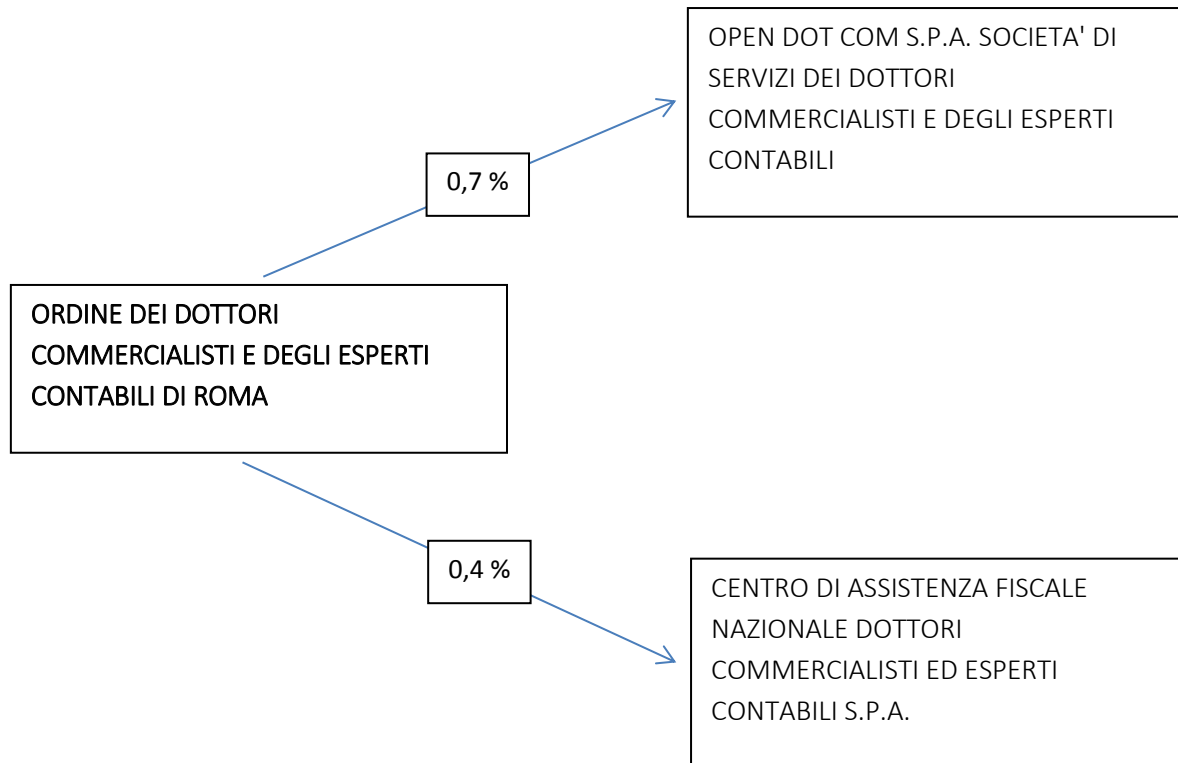 OPEN DOT COM S.P.A. SOCIETA' DI
SERVIZI DEI DOTTORI
COMMERCIALISTI E DEGLI ESPERTI
CONTABILI
0,7 %
ORDINE DEI DOTTORI
COMMERCIALISTI E DEGLI ESPERTI
CONTABILI DI ROMA
0,4 %
CENTRO DI ASSISTENZA FISCALE
NAZIONALE DOTTORI
COMMERCIALISTI ED ESPERTI
CONTABILI S.P.A.